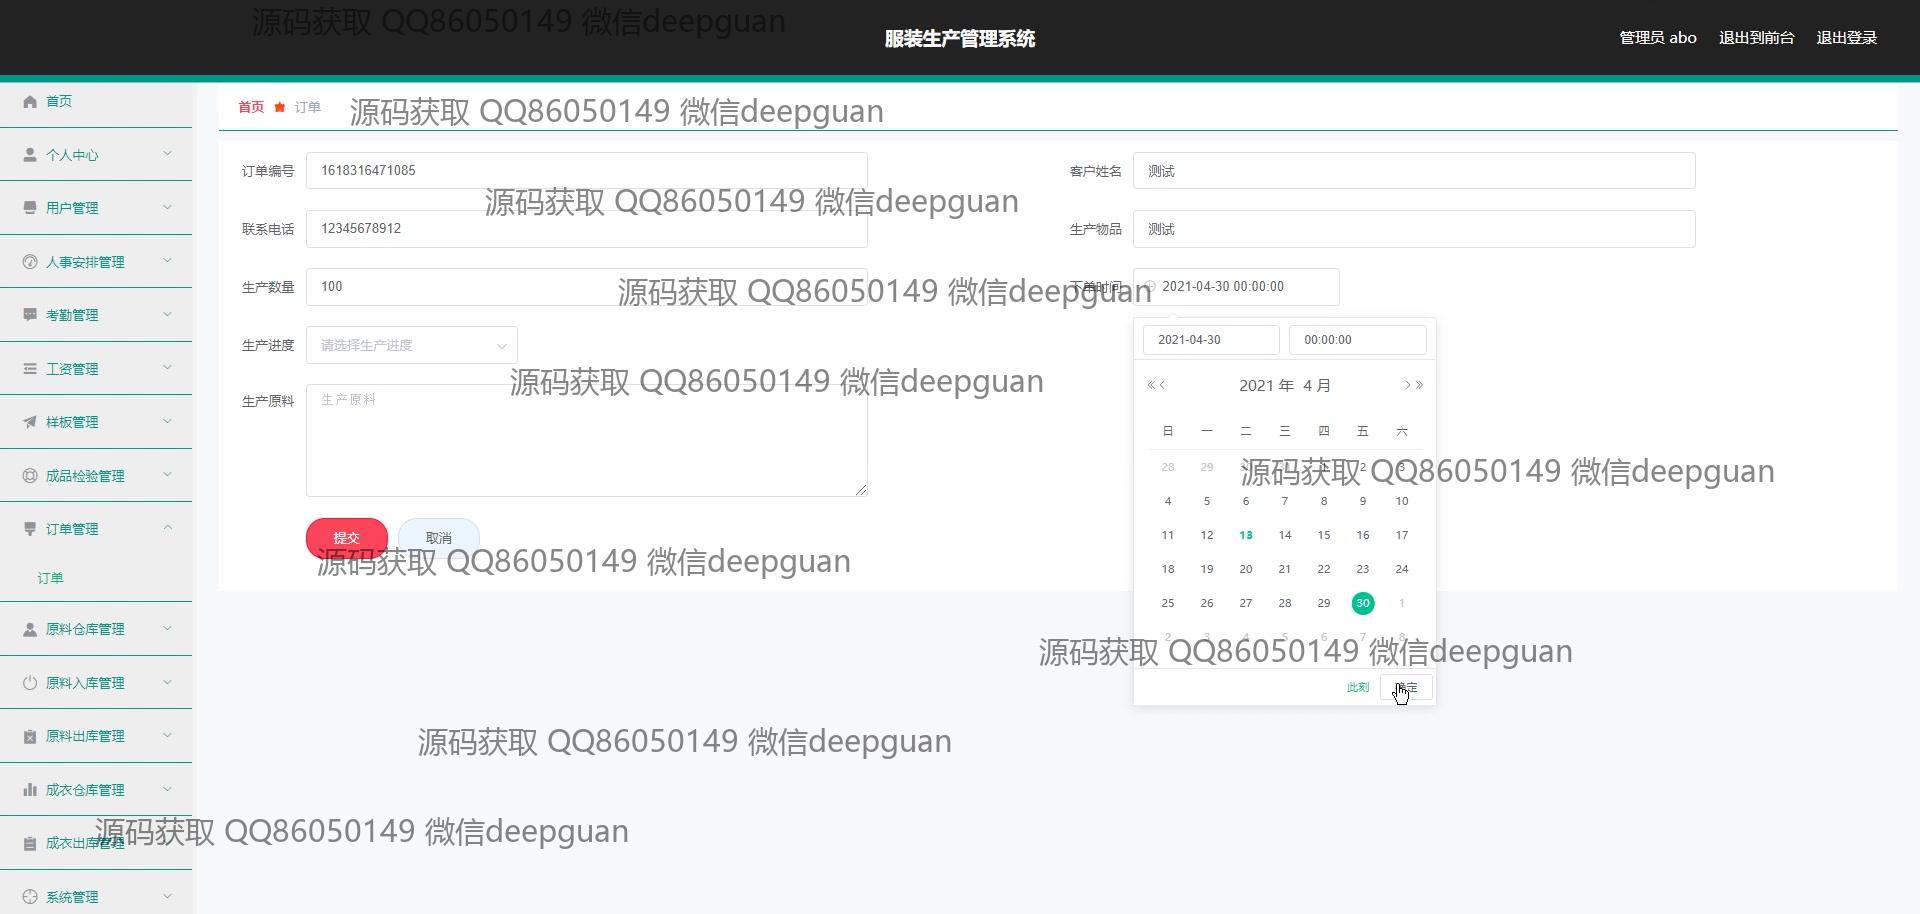 源码获取 QQ86050149 微信deepguan
服装生产管理系统
管理员 abo 退出到前台 退出登录
首页
个人中心
用户管理
人事安排管理
考勤管理
工资管理
样板管理
成品检验管理
订单管理
订单
原料仓库管理
原料入库管理
原料出库管理
成衣仓库管理
成衣出库管理
系统管理
首页 订单
源码获取 QQ86050149 微信deepguan
订单编号 1618316471085
客户姓名 测试
源码获取 QQ86050149 微信deepguan
联系电话 12345678912
生产物品 测试
生产数量 100
下单时间 2021-04-30 00:00:00
源码获取 QQ86050149 微信deepguan
生产进度 请选择生产进度
源码获取 QQ86050149 微信deepguan
生产原料 生产原料
提交 取消
源码获取 QQ86050149 微信deepguan
2021-04-30 00:00:00
2021 年 4 月
日 一 二 三 四 五 六
28 29 1 2 3
源码获取 QQ86050149 微信deepguan
4 5 6 7 8 9 10
11 12 13 14 15 16 17
18 19 20 21 22 23 24
25 26 27 28 29 30 1
2 3 4 5 6 7 8
源码获取 QQ86050149 微信deepguan
此刻 确定
源码获取 QQ86050149 微信deepguan
源码获取 QQ86050149 微信deepguan